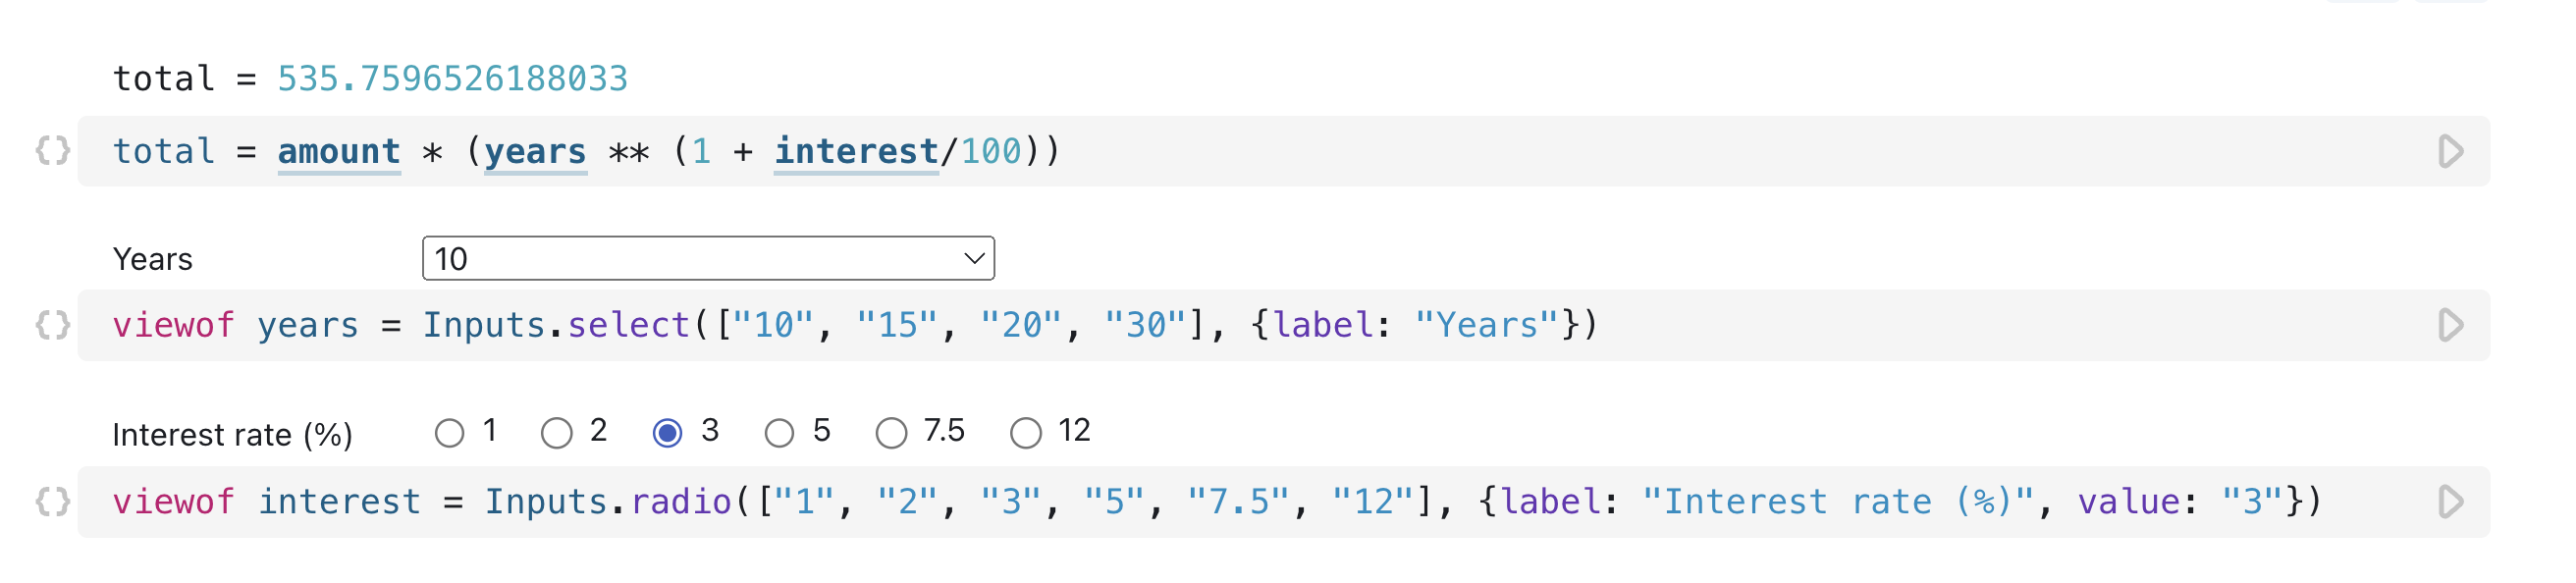 total = 535.7596526188033
{} total = amount * (years ** (1 + interest/100))
Years 10
{} viewof years = Inputs.select(["10", "15", "20", "30"], {label: "Years"})
Interest rate (%) 1 2 3 5 7.5 12
{} viewof interest = Inputs.radio(["1", "2", "3", "5", "7.5", "12"], {label: "Interest rate (%)", value: "3"})